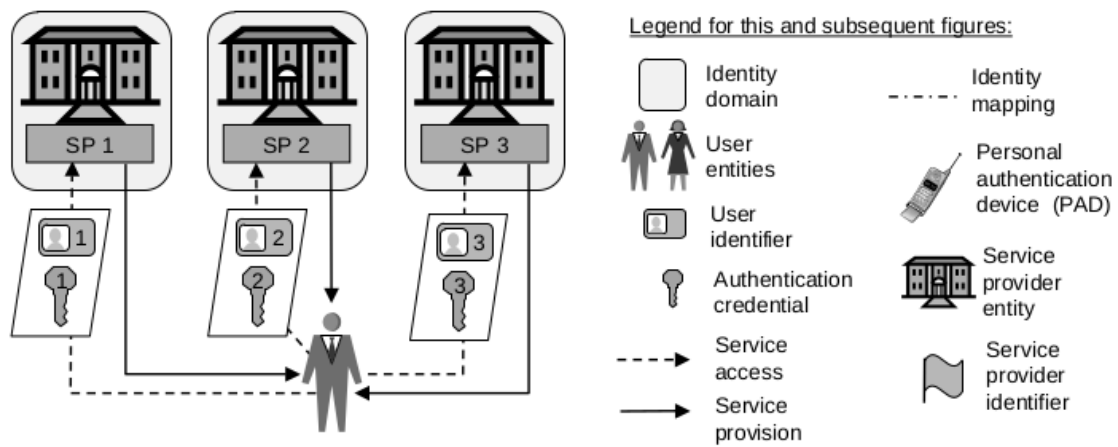 SP 1
SP 2
SP 3
1
2
3
1
2
3
Legend for this and subsequent figures:
Identity
domain
User
entities
User
identifier
Authentication
credential
Service
access
Service
provision
Identity
mapping
Personal
authentication
device (PAD)
Service
provider
entity
Service
provider
identifier